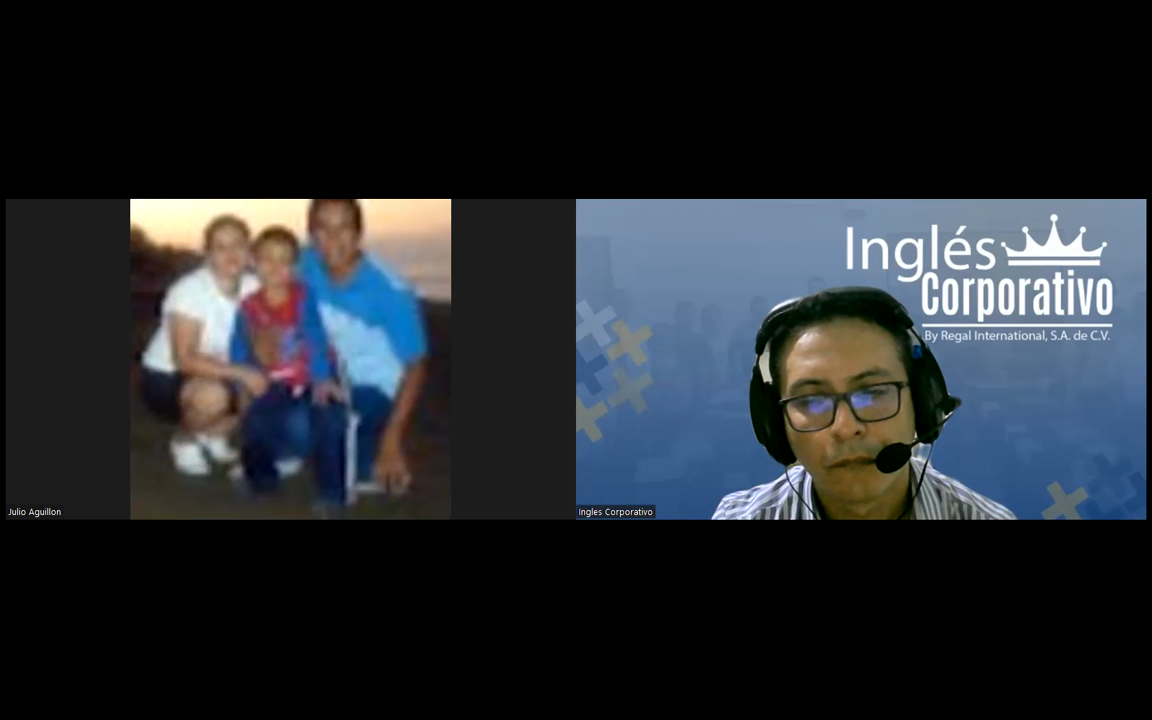 Inglés
Corporativo
By Regal International, S.A. de C.V.
Julio Aguillon
Ingles Corporativo